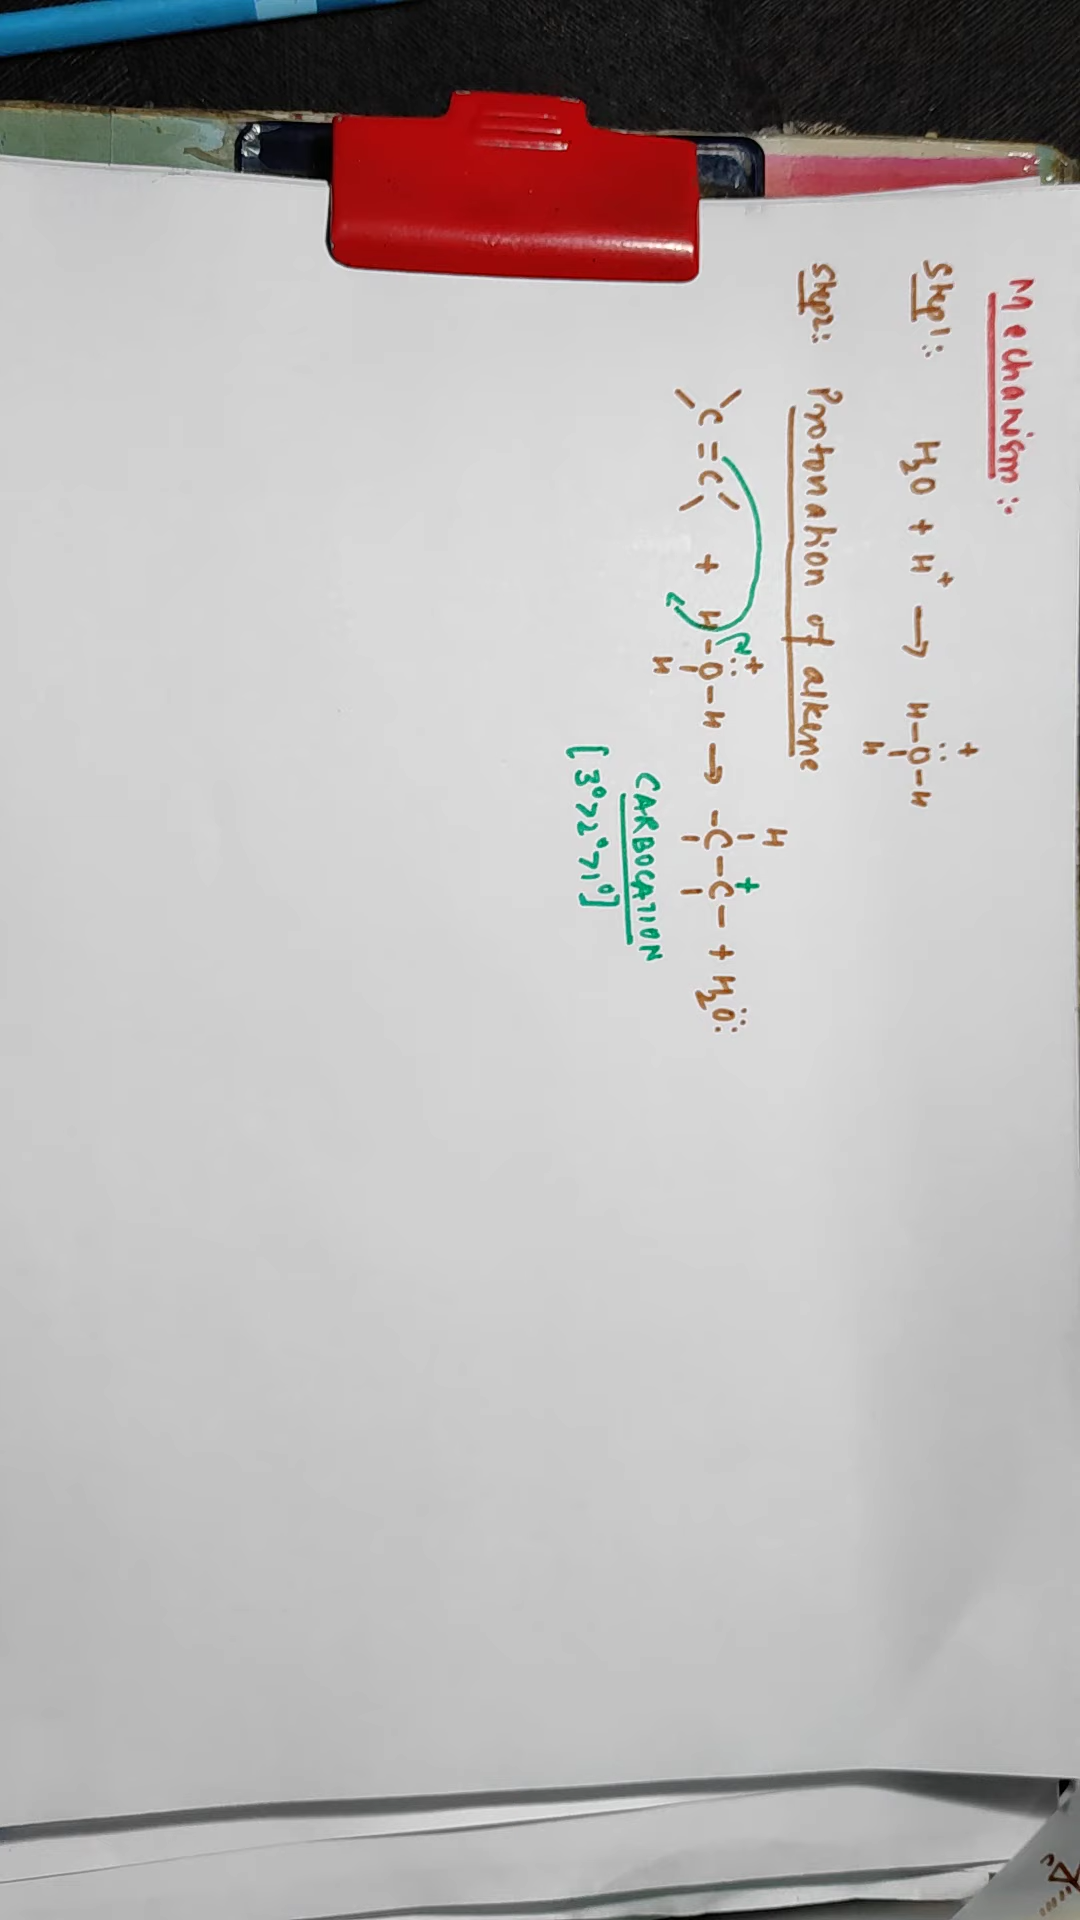 Mechanism :-
Step1:- H₂O + H⁺ → H-Ö⁺-H
H
Step2:- Protonation of alkene
C=C + H-Ö⁺-H → -C-C⁺- + H₂Ö:
H
H
CARBOCATION
[3°>2°>1°]